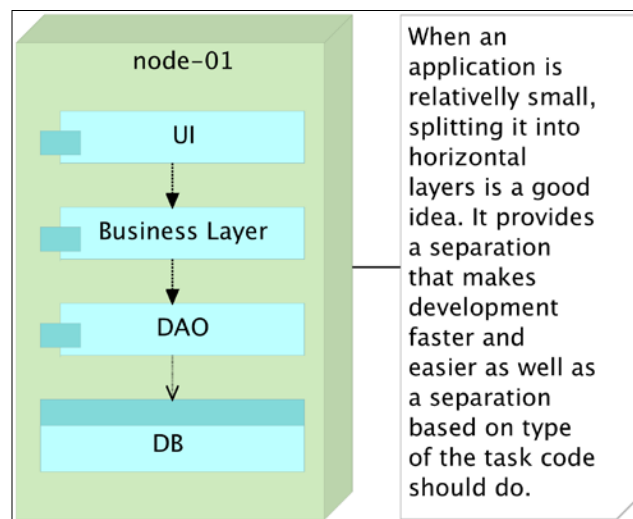 node-01
UI
Business Layer
DAO
DB
When an
application is
relativelly small,
splitting it into
horizontal
layers is a good
idea. It provides
a separation
that makes
development
faster and
easier as well as
a separation
based on type
of the task code
should do.